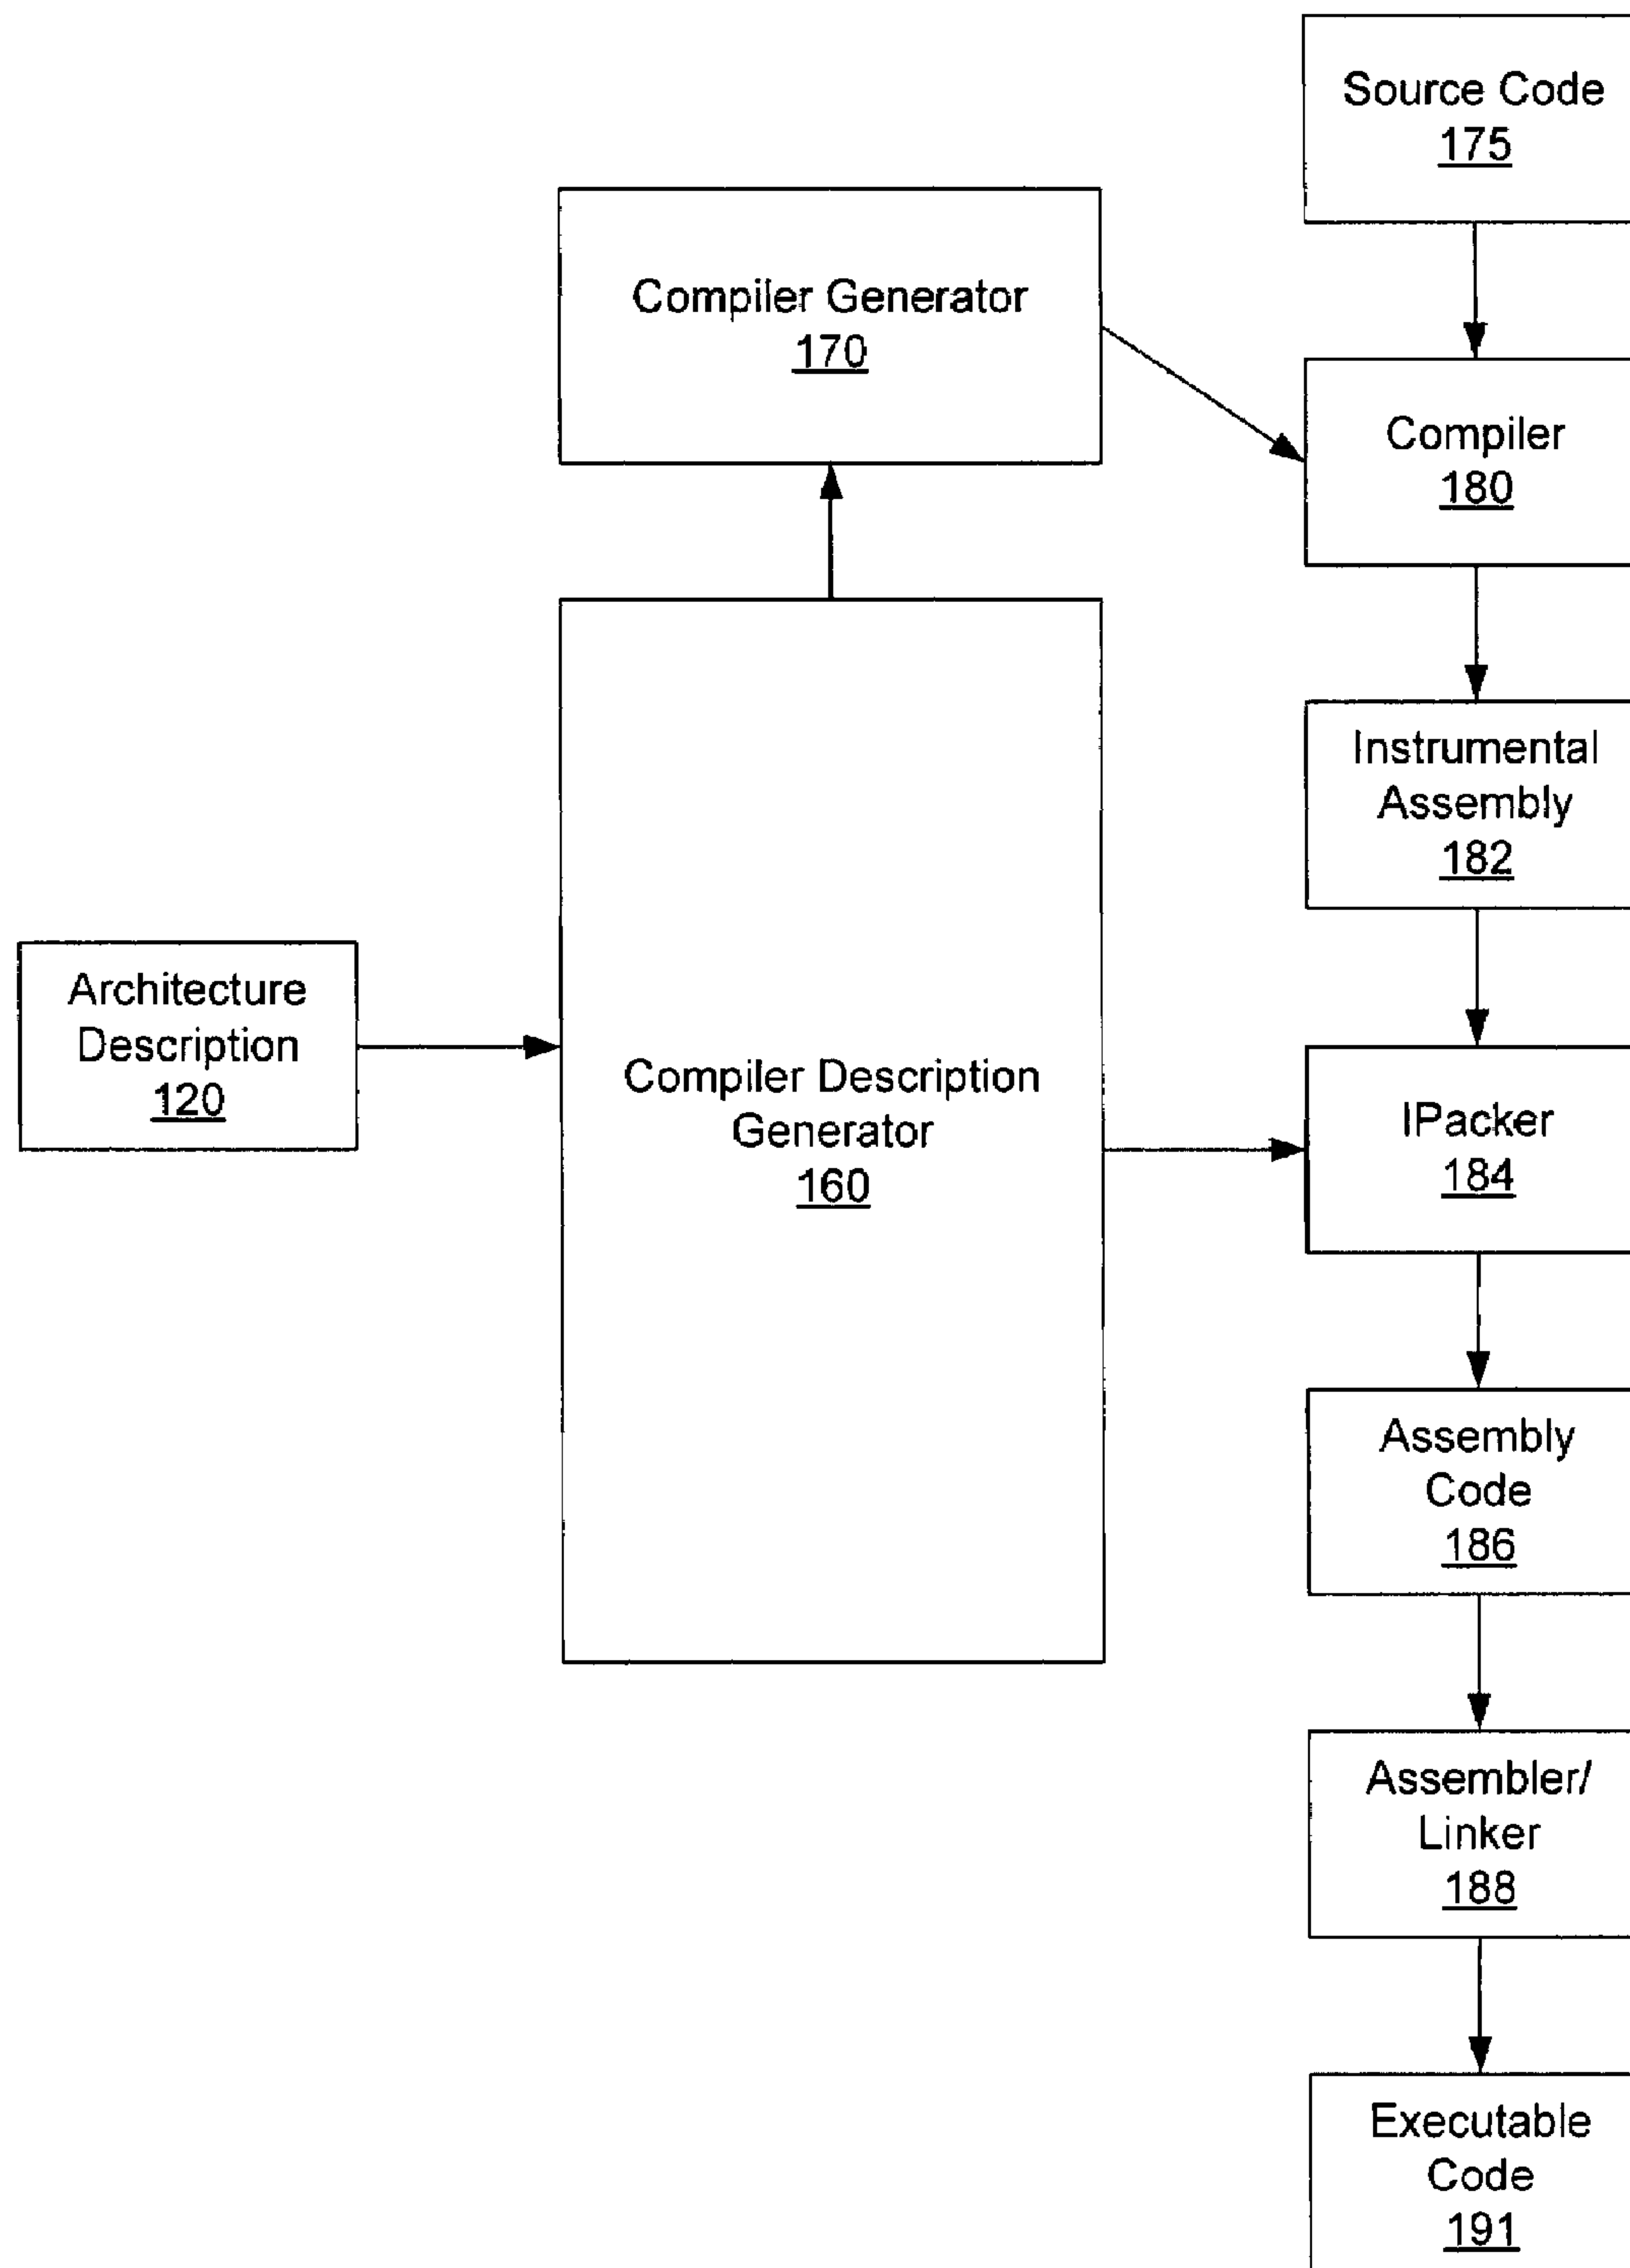 Source Code
175
Compiler Generator
170
Compiler
180
Instrumental
Assembly
182
Architecture
Description
120
Compiler Description
Generator
160
IPacker
184
Assembly
Code
186
Assembler/
Linker
188
Executable
Code
191